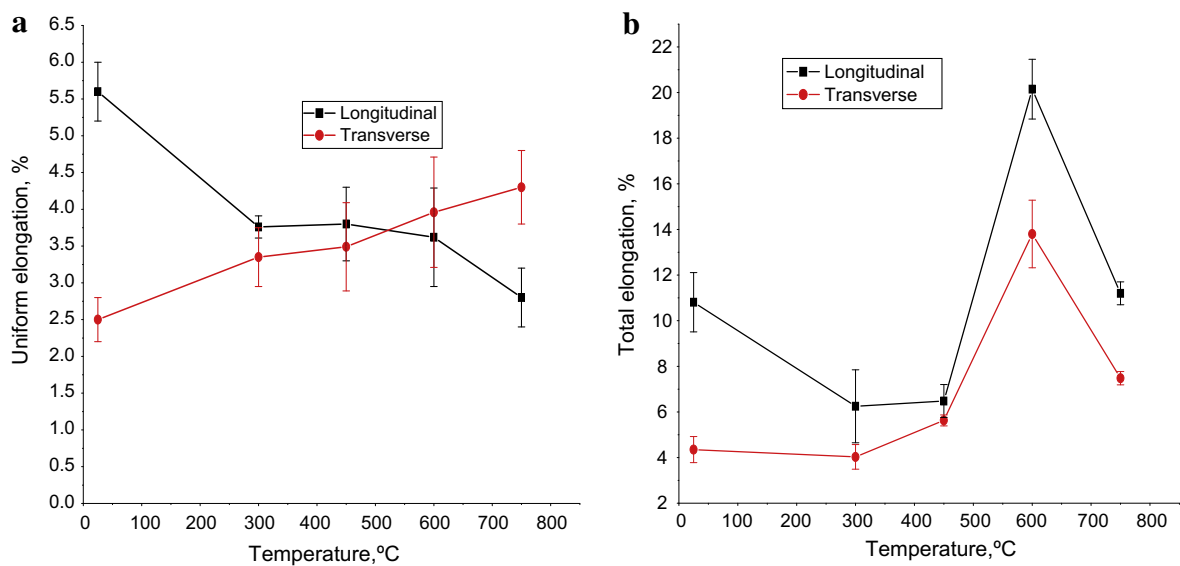 a
6.5
6.0
5.5
5.0
4.5
4.0
3.5
3.0
2.5
2.0
1.5
1.0
0.5
0.0
Uniform elongation, %
Longitudinal
Transverse
0 100 200 300 400 500 600 700 800
Temperature,ºC
b
22
20
18
16
14
12
10
8
6
4
2
Total elongation, %
Longitudinal
Transverse
0 100 200 300 400 500 600 700 800
Temperature,ºC